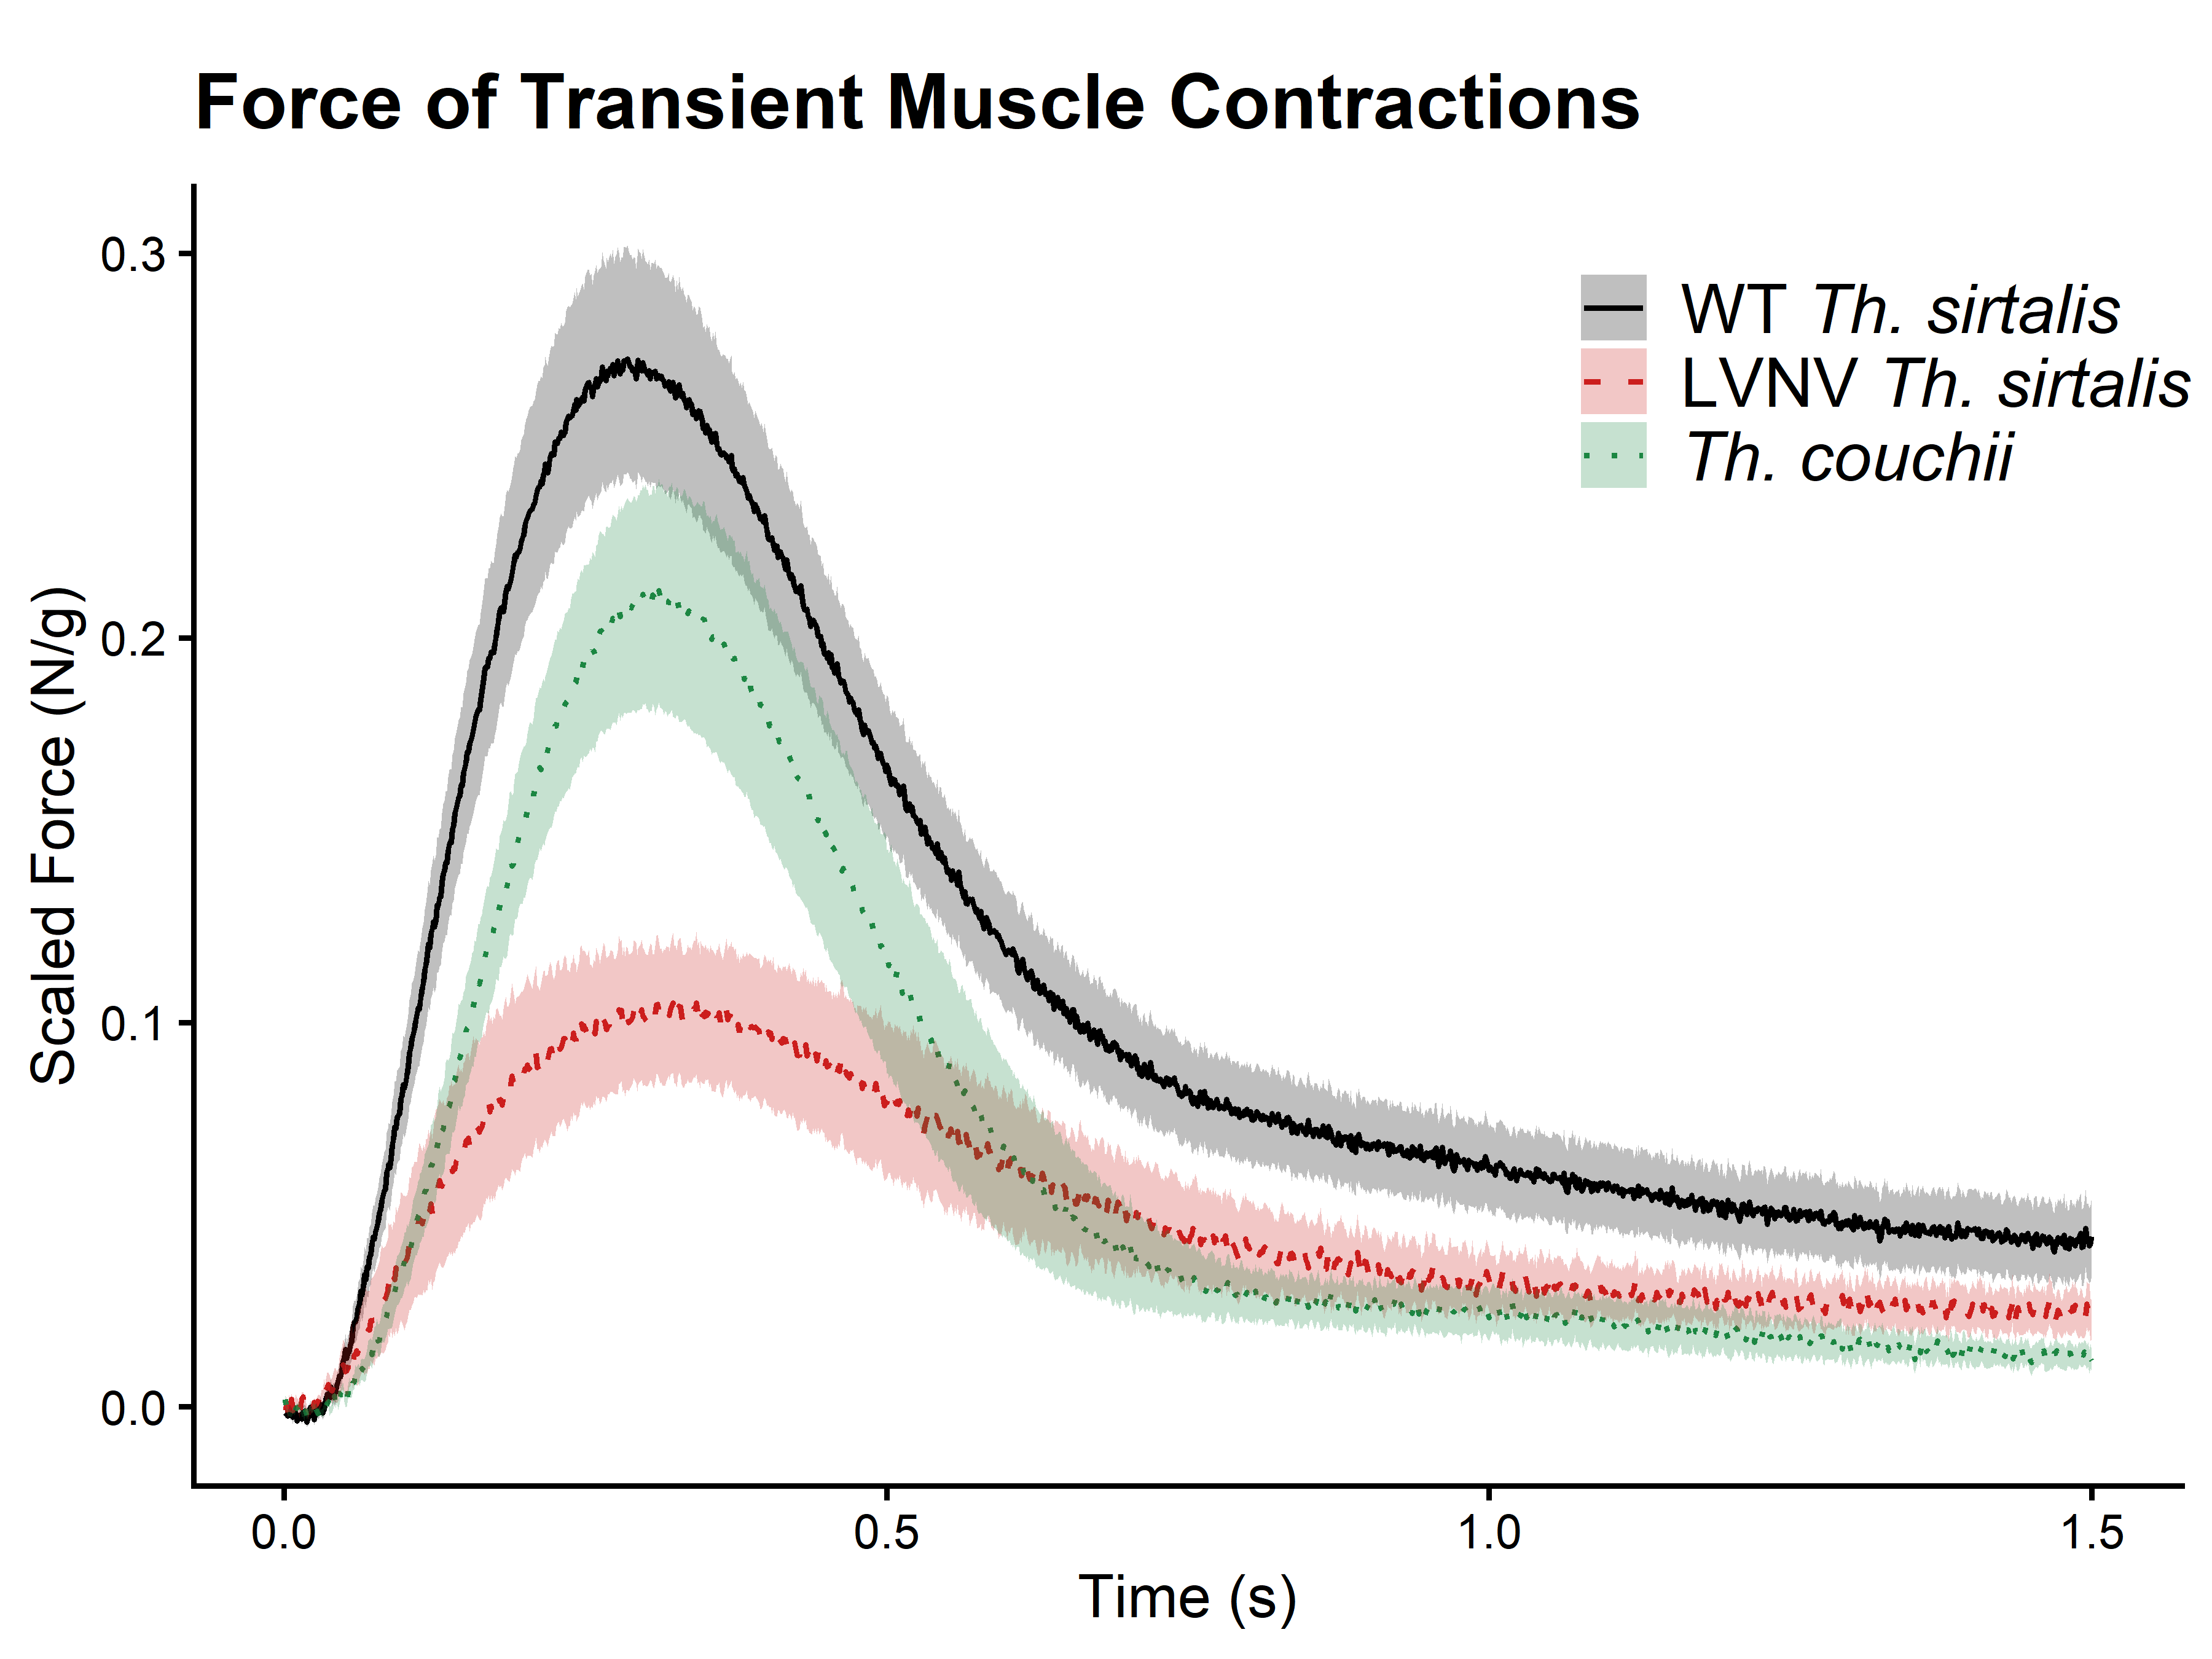 Force of Transient Muscle Contractions
WT Th. sirtalis
LVNV Th. sirtalis
Th. couchii
Scaled Force (N/g)
0.3
0.2
0.1
0.0
0.0 0.5 1.0 1.5
Time (s)